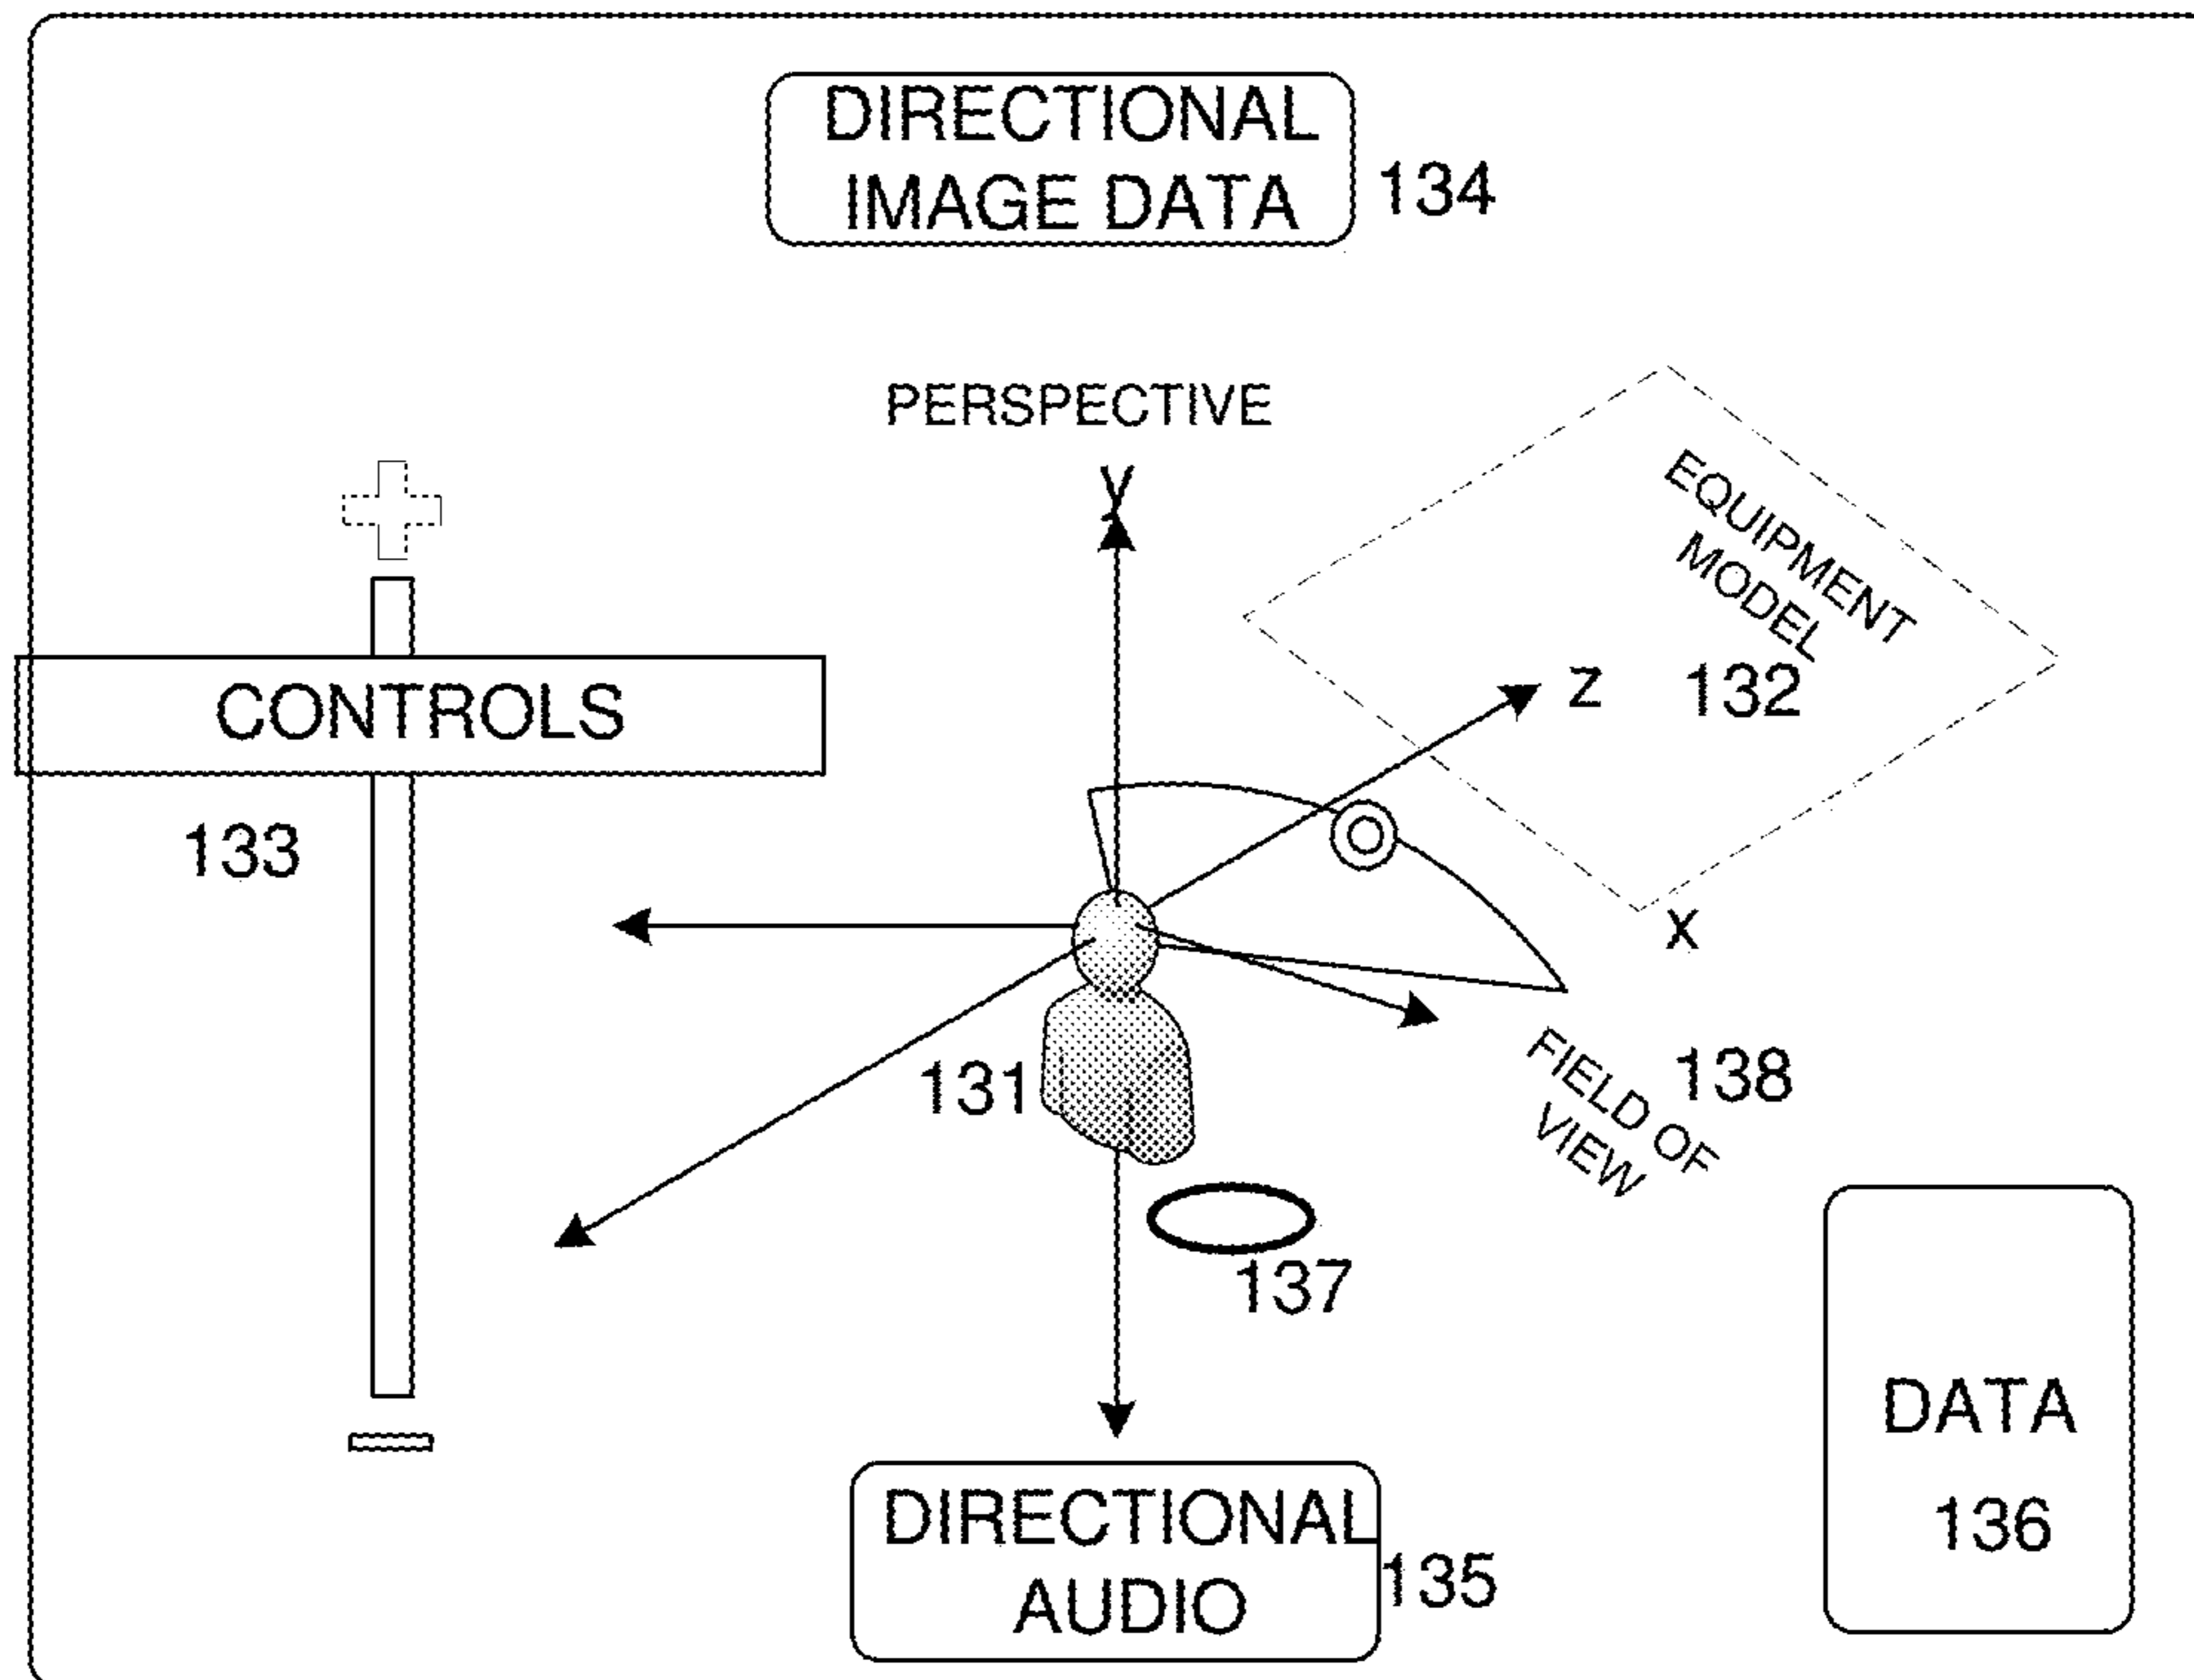 DIRECTIONAL
IMAGE DATA
134
PERSPECTIVE
y
EQUIPMENT
MODEL
132
z
CONTROLS
133
x
131
138
FIELD OF
VIEW
137
DATA
136
DIRECTIONAL
AUDIO
135